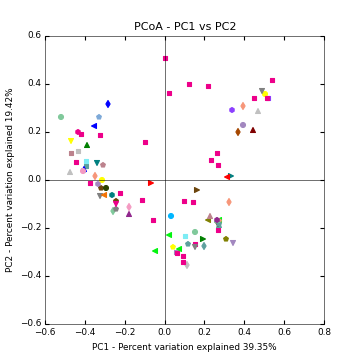 PCoA - PC1 vs PC2
0.6
0.4
0.2
0.0
−0.2
−0.4
−0.6
PC2 - Percent variation explained 19.42%
−0.6 −0.4 −0.2 0.0 0.2 0.4 0.6 0.8
PC1 - Percent variation explained 39.35%